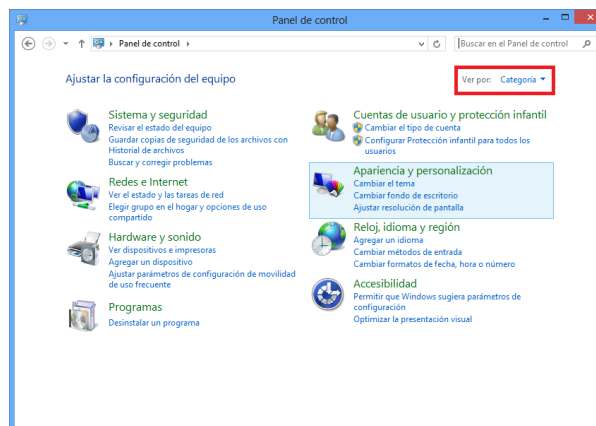 Panel de control
Panel de control
Buscar en el Panel de control
Ajustar la configuración del equipo
Ver por: Categoría
Sistema y seguridad
Revisar el estado del equipo
Guardar copias de seguridad de los archivos con
Historial de archivos
Buscar y corregir problemas
Redes e Internet
Ver el estado y las tareas de red
Elegir grupo en el hogar y opciones de uso
compartido
Hardware y sonido
Ver dispositivos e impresoras
Agregar un dispositivo
Ajustar parámetros de configuración de movilidad
de uso frecuente
Programas
Desinstalar un programa
Cuentas de usuario y protección infantil
Cambiar el tipo de cuenta
Configurar Protección infantil para todos los
usuarios
Apariencia y personalización
Cambiar el tema
Cambiar fondo de escritorio
Ajustar resolución de pantalla
Reloj, idioma y región
Agregar un idioma
Cambiar métodos de entrada
Cambiar formatos de fecha, hora o número
Accesibilidad
Permitir que Windows sugiera parámetros de
configuración
Optimizar la presentación visual